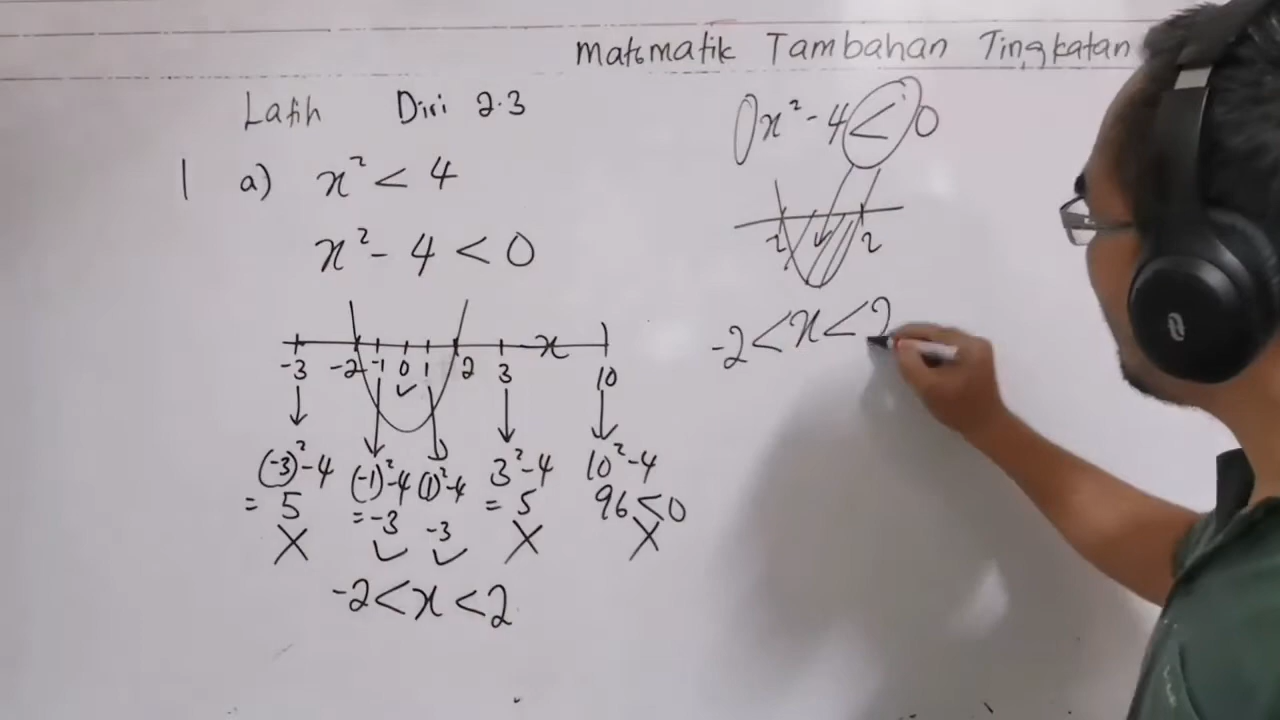 Matematik Tambahan Tingkatan
Latih Diri 2.3
1 a) x² < 4
x² - 4 < 0
-3 -2 -1 0 1 2 3 x 10
(-3)²-4 (-1)²-4 (1)²-4 3²-4 10²-4
= 5 = -3 -3 = 5 96 < 0
-2 < x < 2
x² - 4 < 0
2
-2 < x < 2